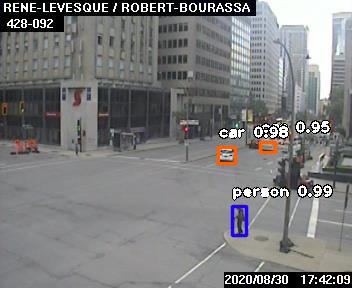 RENE-LEVESQUE / ROBERT-BOURASSA
428-092
car 0.98
0.95
person 0.99
2020/08/30 17:42:09